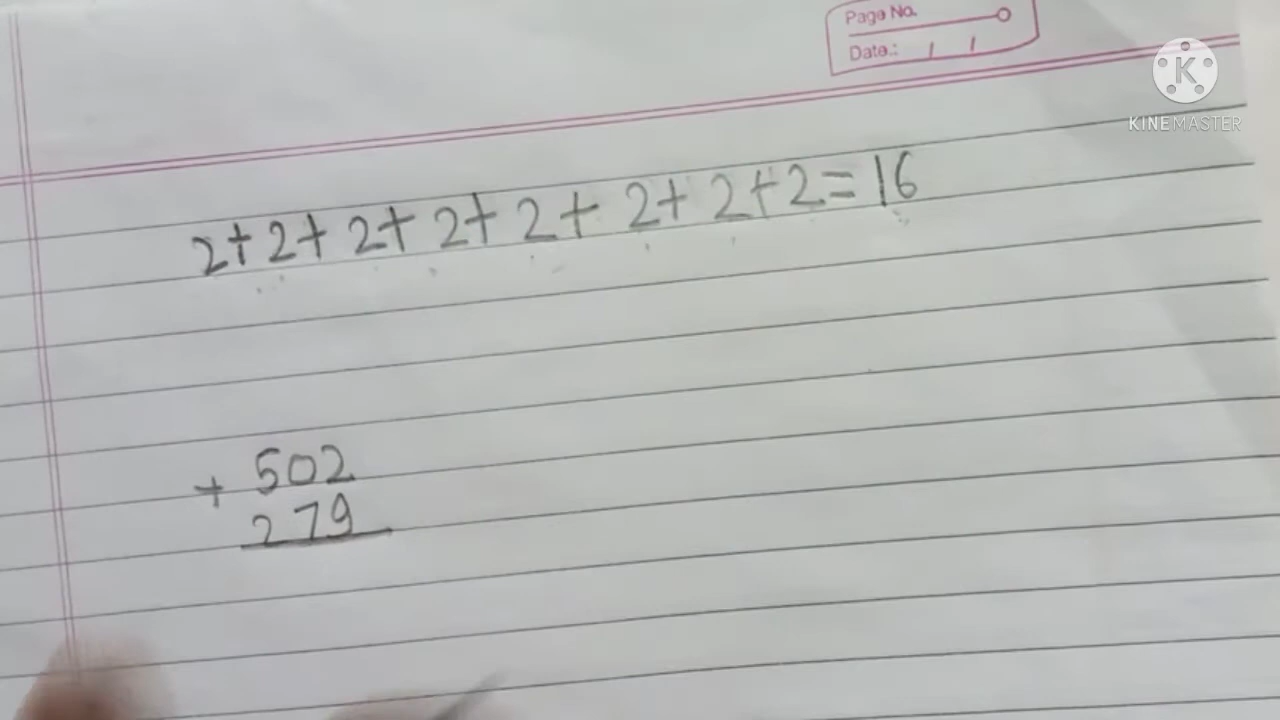 Page No.
Date.: / /
KINEMASTER
2+2+2+2+2+2+2+2=16
+ 502
279